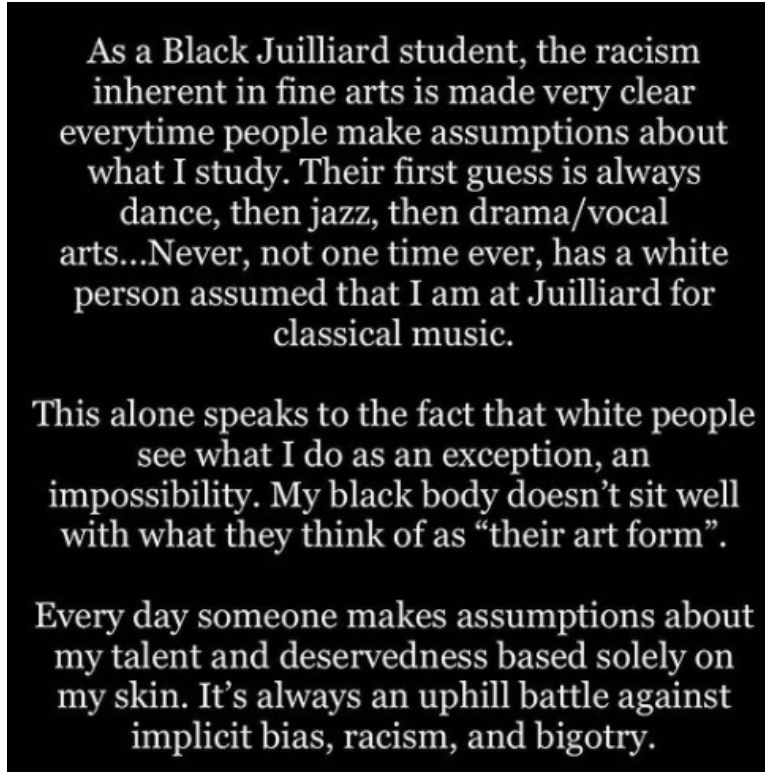 As a Black Juilliard student, the racism
inherent in fine arts is made very clear
everytime people make assumptions about
what I study. Their first guess is always
dance, then jazz, then drama/vocal
arts...Never, not one time ever, has a white
person assumed that I am at Juilliard for
classical music.
This alone speaks to the fact that white people
see what I do as an exception, an
impossibility. My black body doesn’t sit well
with what they think of as “their art form”.
Every day someone makes assumptions about
my talent and deservedness based solely on
my skin. It’s always an uphill battle against
implicit bias, racism, and bigotry.